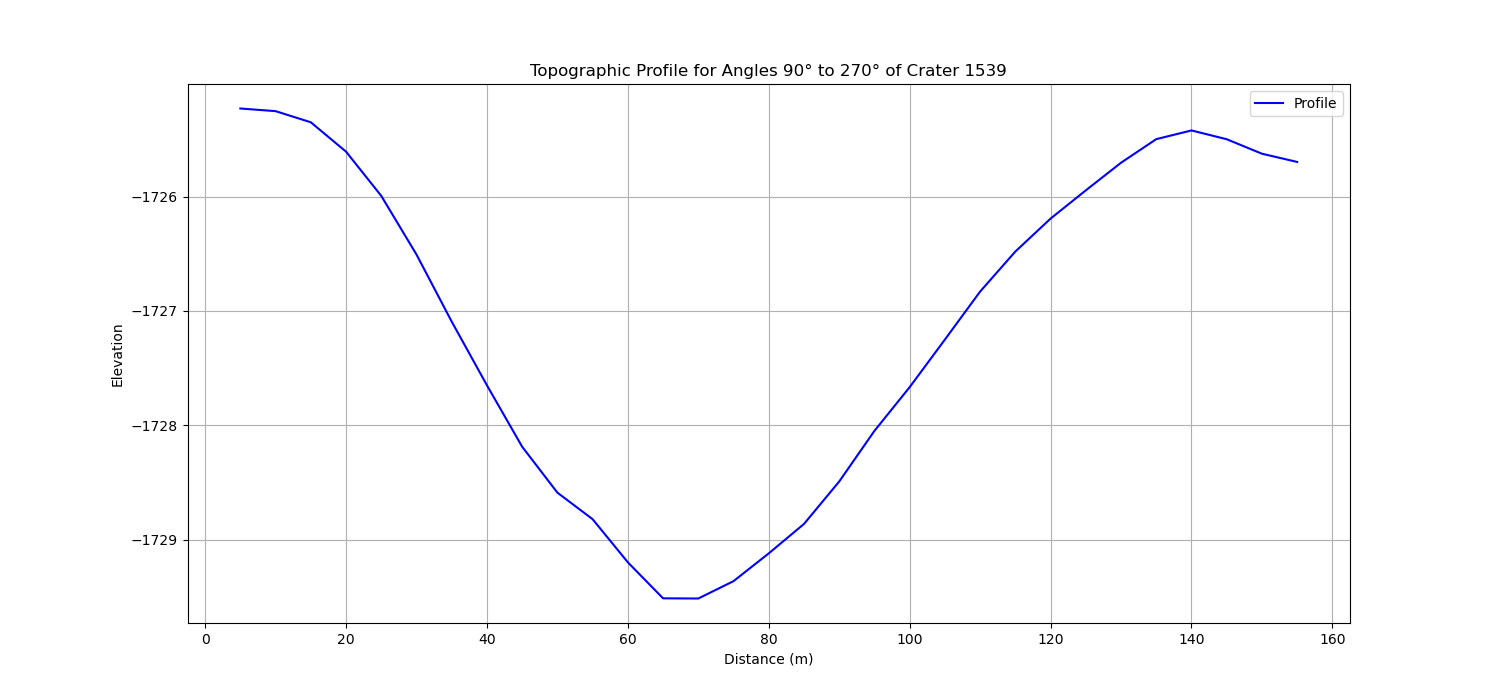 Topographic Profile for Angles 90° to 270° of Crater 1539
Profile
−1726
−1727
−1728
−1729
Elevation
0 20 40 60 80 100 120 140 160
Distance (m)